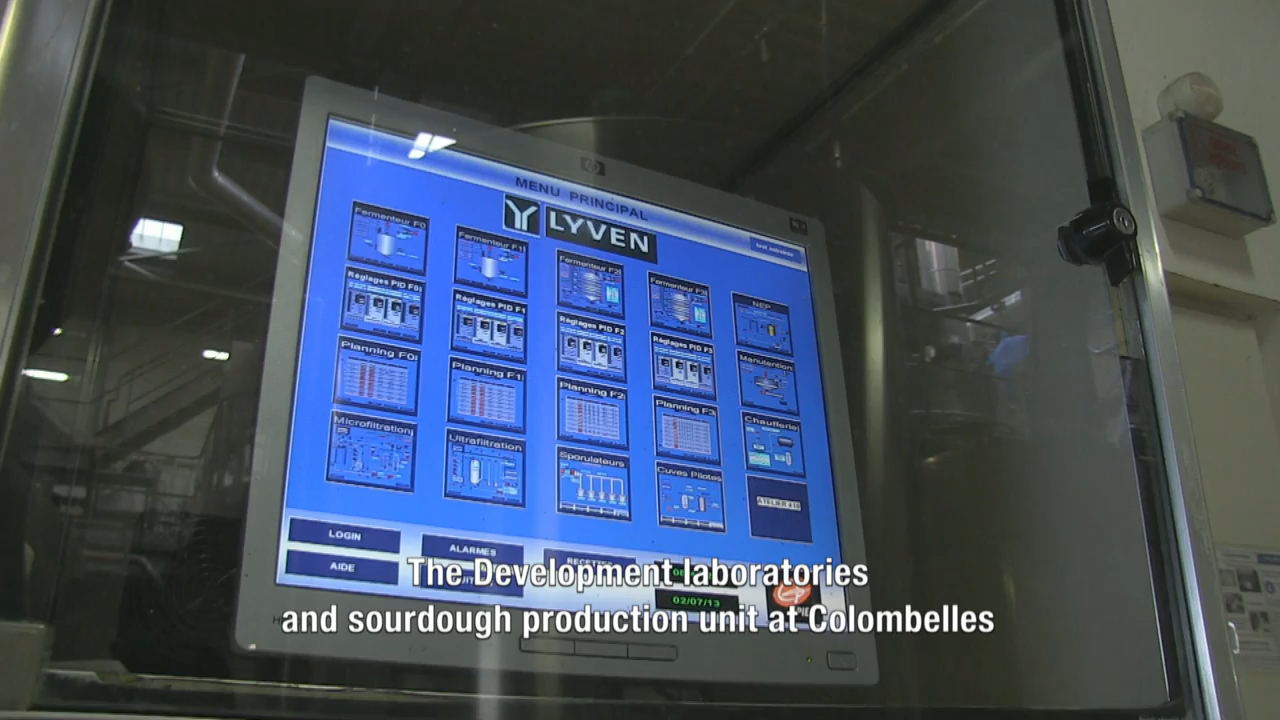 MENU PRINCIPAL
LYVEN
Fermenteur F0
Fermenteur F1
Fermenteur F2
Fermenteur F3
NEP
Réglages PID F0
Réglages PID F1
Réglages PID F2
Réglages PID F3
Manutention
Planning F0
Planning F1
Planning F2
Planning F3
Chaufferie
Microfiltration
Ultrafiltration
Sporulateurs
Cuves Pilotes
ATELIER 610
LOGIN
ALARMES
AIDE
02/07/13
The Development laboratories
and sourdough production unit at Colombelles